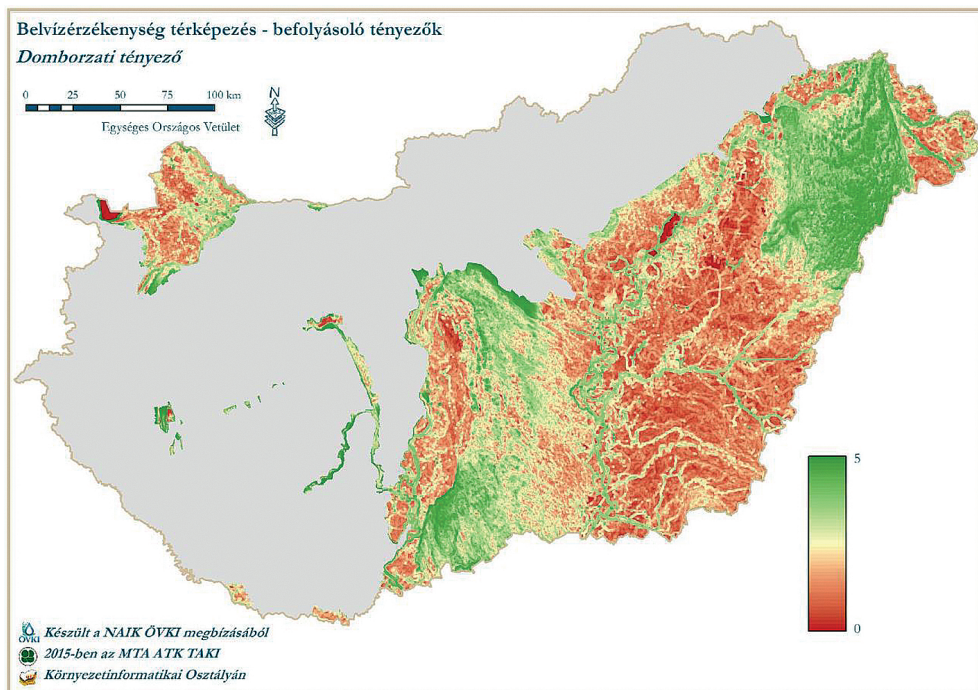 Belvízérzékenység térképezés - befolyásoló tényezők
Domborzati tényező
0 25 50 100 km
Egységes Országos Vetület
N
5
0
ÖVKI
Készült a NAIK ÖVKI megbízásából
2015-ben az MTA ATK TAKI
Környezetinformatikai Osztályán